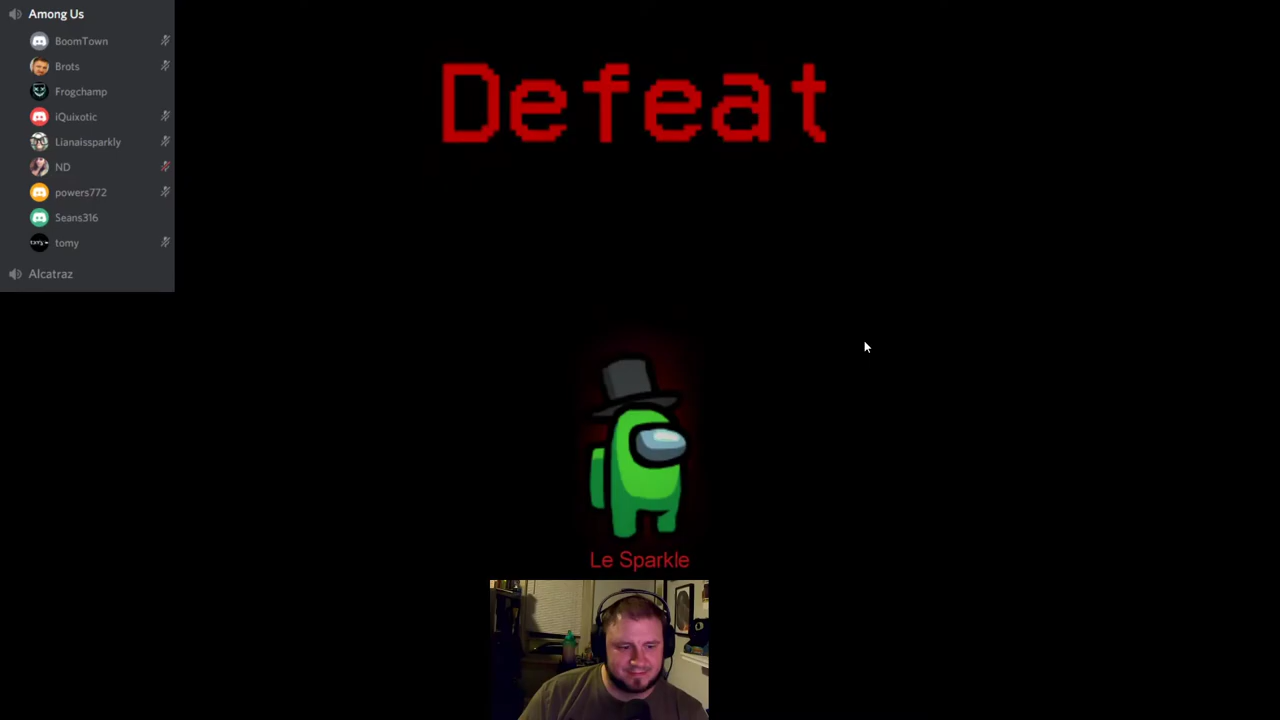 Among Us
BoomTown
Brots
Frogchamp
iQuixotic
Lianaissparkly
ND
powers772
Seans316
tomy
Alcatraz
Defeat
Le Sparkle